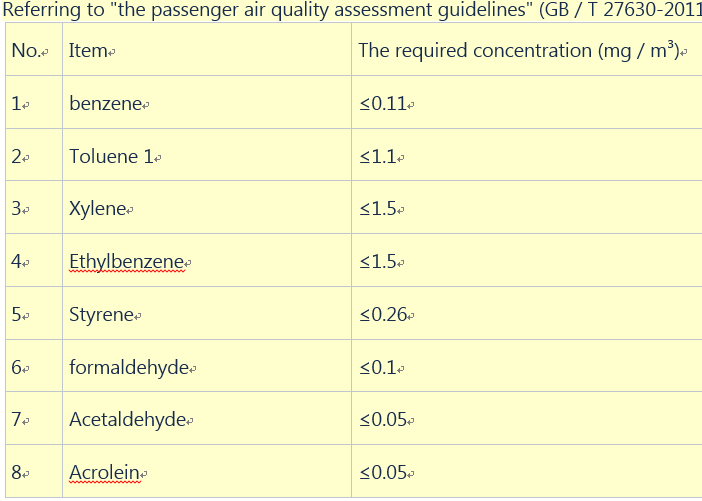 Referring to "the passenger air quality assessment guidelines" (GB / T 27630-2011
No. Item The required concentration (mg / m³)
1 benzene ≤0.11
2 Toluene 1 ≤1.1
3 Xylene ≤1.5
4 Ethylbenzene ≤1.5
5 Styrene ≤0.26
6 formaldehyde ≤0.1
7 Acetaldehyde ≤0.05
8 Acrolein ≤0.05